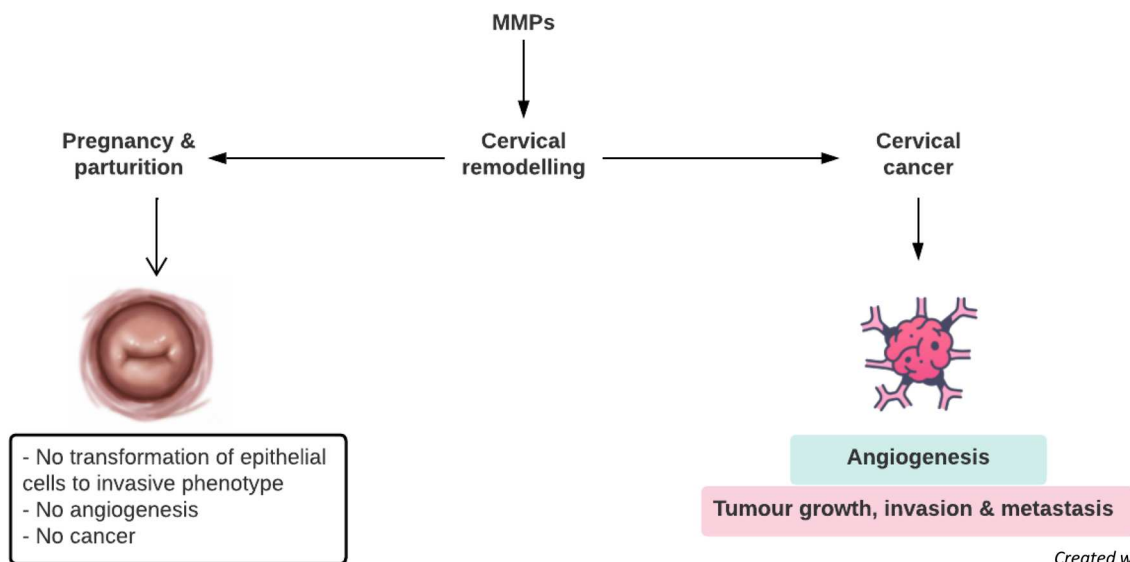 MMPs
Pregnancy &
parturition
Cervical
remodelling
Cervical
cancer
- No transformation of epithelial
cells to invasive phenotype
- No angiogenesis
- No cancer
Angiogenesis
Tumour growth, invasion & metastasis
Created